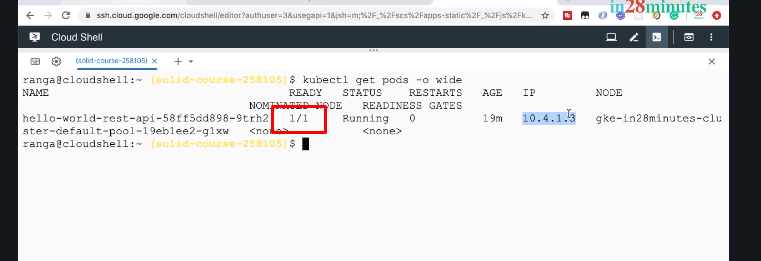 in28minutes
ssh.cloud.google.com/cloudshell/editor?authuser=3&usegapi=1&jsh=m;%2F_%2Fscs%2Fapps-static%2F_%2Fjs%2Fk...
Cloud Shell
(solid-course-258105)
ranga@cloudshell:~ (solid-course-258105)$ kubectl get pods -o wide
NAME READY STATUS RESTARTS AGE IP NODE
NOMINATED NODE READINESS GATES
hello-world-rest-api-58ff5dd898-9trh2 1/1 Running 0 19m 10.4.1.3 gke-in28minutes-clu
ster-default-pool-19eb1ee2-g1xw <none> <none>
ranga@cloudshell:~ (solid-course-258105)$